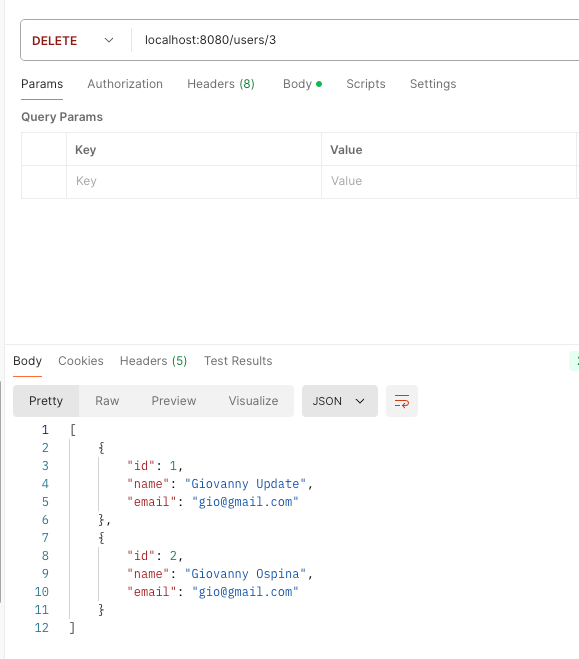 DELETE localhost:8080/users/3
Params Authorization Headers (8) Body Scripts Settings
Query Params
Key Value
Key Value
Body Cookies Headers (5) Test Results
Pretty Raw Preview Visualize JSON
1 [
2 {
3 "id": 1,
4 "name": "Giovanny Update",
5 "email": "gio@gmail.com"
6 },
7 {
8 "id": 2,
9 "name": "Giovanny Ospina",
10 "email": "gio@gmail.com"
11 }
12 ]